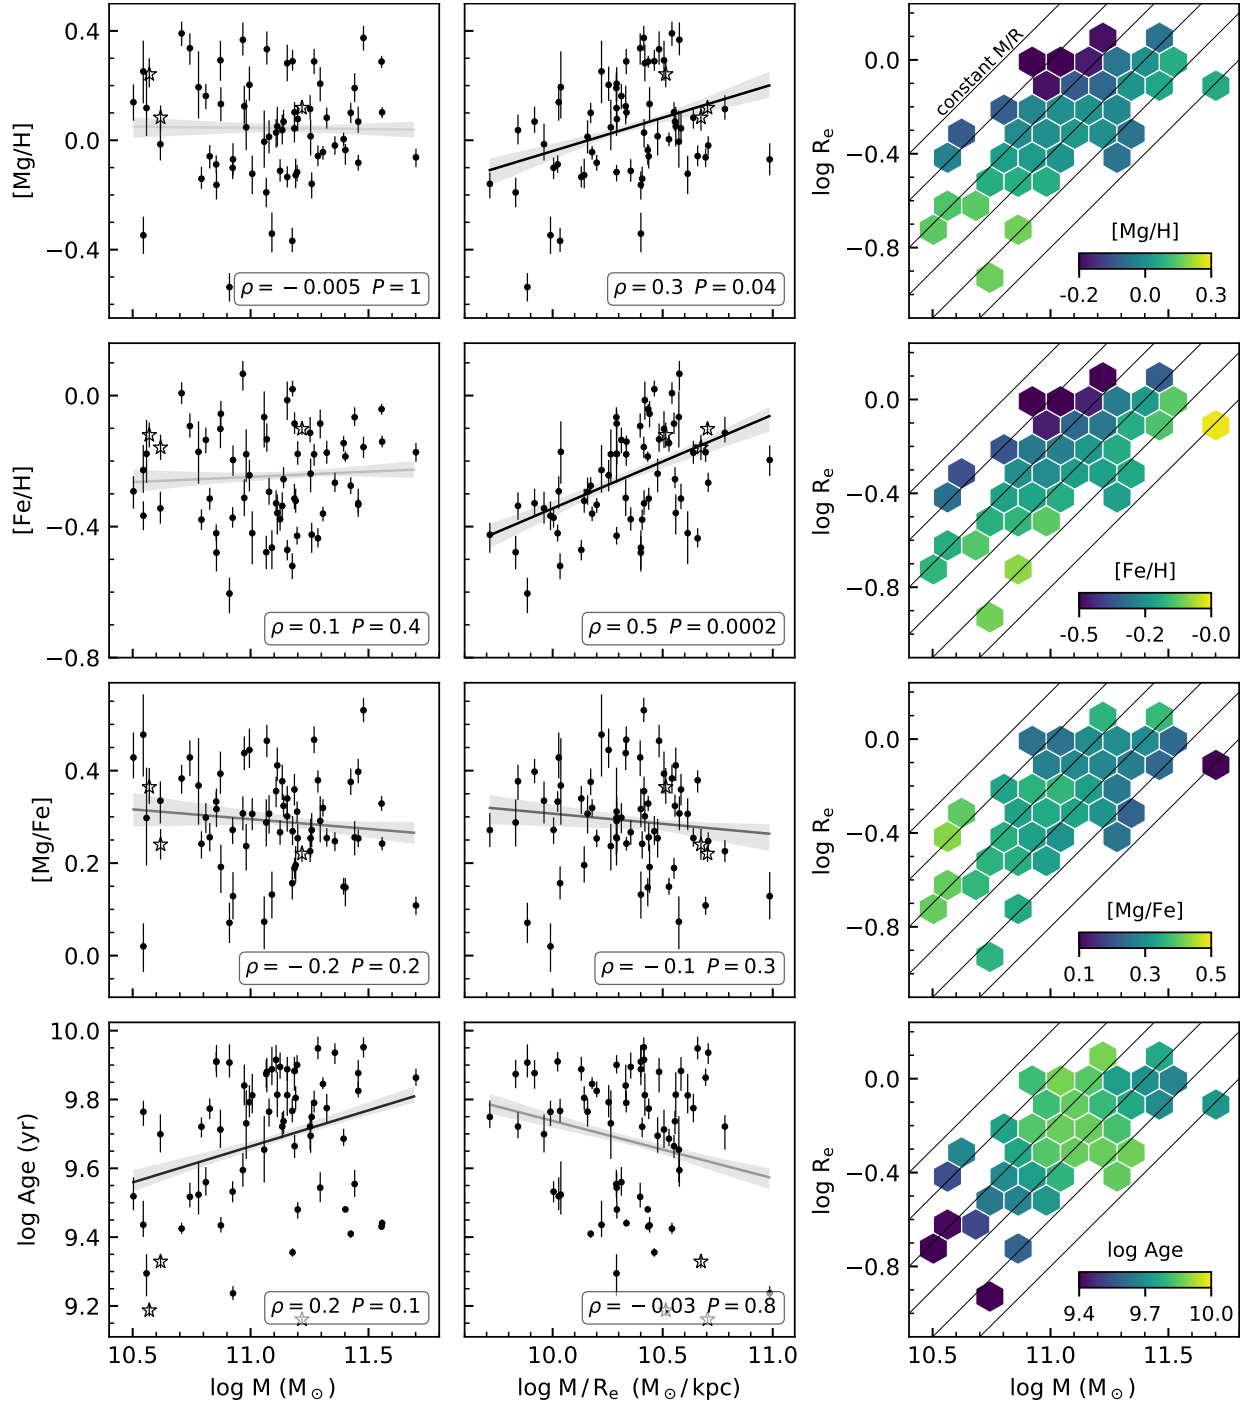 0.4
0.0
−0.4
[Mg/H]
ρ = −0.005 P = 1
ρ = 0.3 P = 0.04
constant M/R
0.0
−0.4
−0.8
log Re
[Mg/H]
-0.2 0.0 0.3
0.0
−0.4
−0.8
[Fe/H]
ρ = 0.1 P = 0.4
ρ = 0.5 P = 0.0002
0.0
−0.4
−0.8
log Re
[Fe/H]
-0.5 -0.2 -0.0
0.4
0.2
0.0
[Mg/Fe]
ρ = −0.2 P = 0.2
ρ = −0.1 P = 0.3
0.0
−0.4
−0.8
log Re
[Mg/Fe]
0.1 0.3 0.5
10.0
9.8
9.6
9.4
9.2
log Age (yr)
ρ = 0.2 P = 0.1
ρ = −0.03 P = 0.8
0.0
−0.4
−0.8
log Re
log Age
9.4 9.7 10.0
10.5 11.0 11.5
log M (M⊙)
10.0 10.5 11.0
log M/Re (M⊙/kpc)
10.5 11.0 11.5
log M (M⊙)